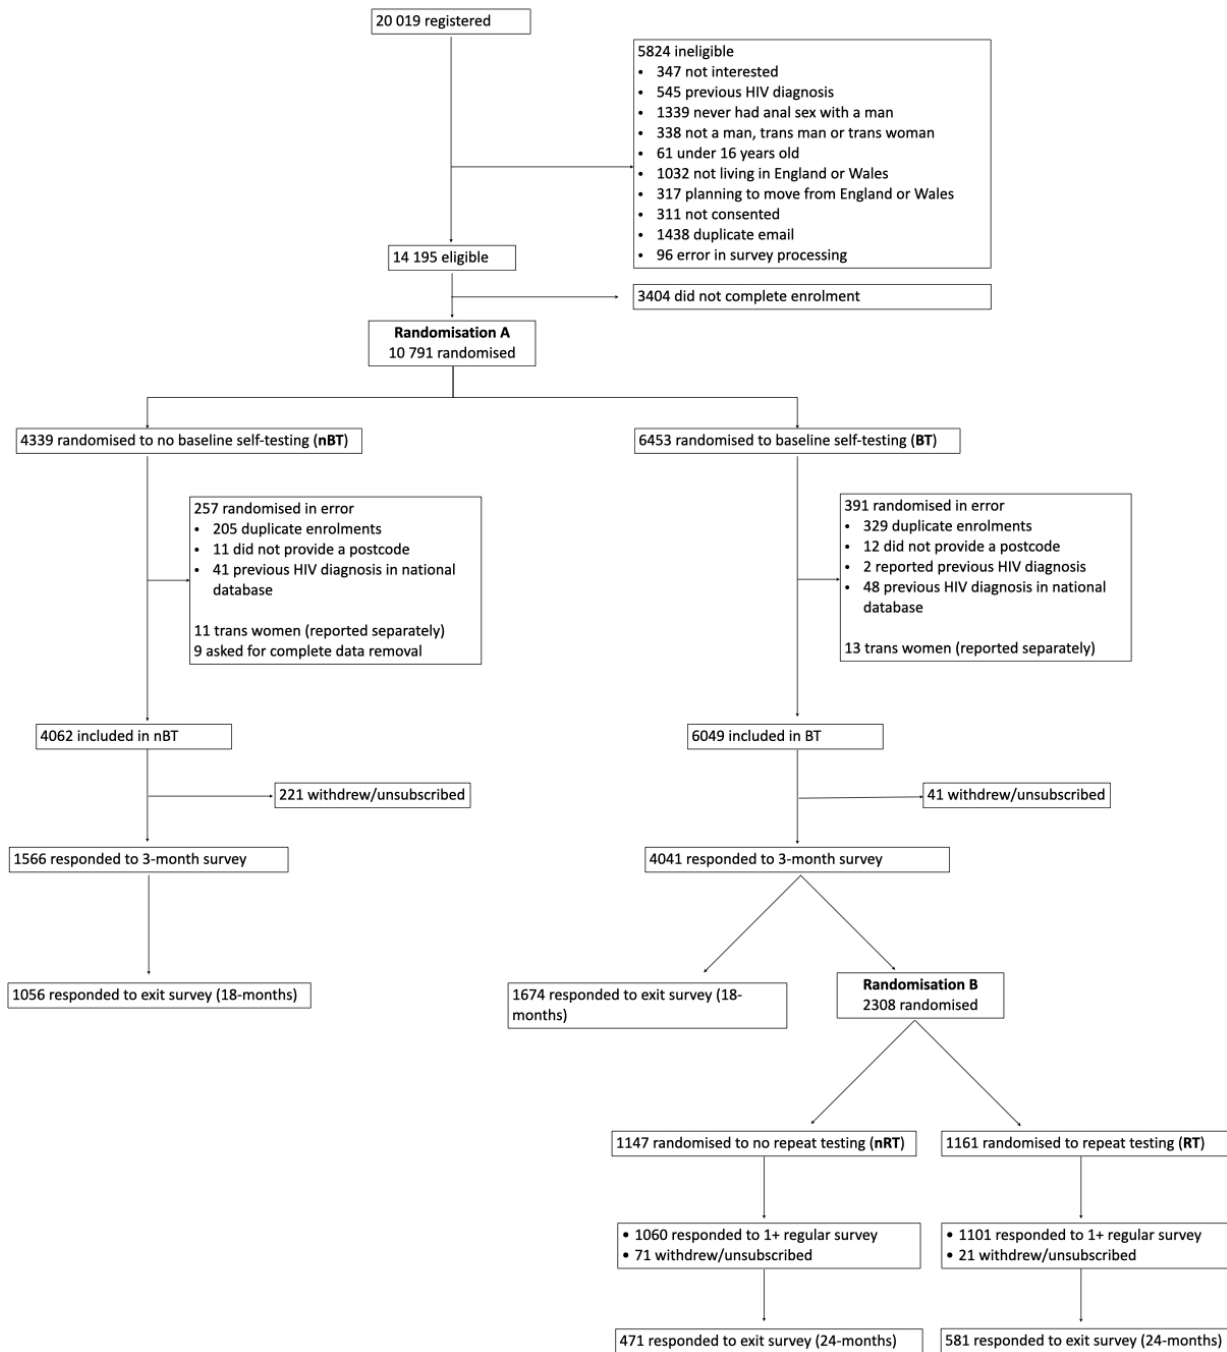 20 019 registered
5824 ineligible
• 347 not interested
• 545 previous HIV diagnosis
• 1339 never had anal sex with a man
• 338 not a man, trans man or trans woman
• 61 under 16 years old
• 1032 not living in England or Wales
• 317 planning to move from England or Wales
• 311 not consented
• 1438 duplicate email
• 96 error in survey processing
14 195 eligible
3404 did not complete enrolment
Randomisation A
10 791 randomised
4339 randomised to no baseline self-testing (nBT)
6453 randomised to baseline self-testing (BT)
257 randomised in error
• 205 duplicate enrolments
• 11 did not provide a postcode
• 41 previous HIV diagnosis in national
database
11 trans women (reported separately)
9 asked for complete data removal
391 randomised in error
• 329 duplicate enrolments
• 12 did not provide a postcode
• 2 reported previous HIV diagnosis
• 48 previous HIV diagnosis in national
database
13 trans women (reported separately)
4062 included in nBT
6049 included in BT
221 withdrew/unsubscribed
41 withdrew/unsubscribed
1566 responded to 3-month survey
4041 responded to 3-month survey
1056 responded to exit survey (18-months)
1674 responded to exit survey (18-
months)
Randomisation B
2308 randomised
1147 randomised to no repeat testing (nRT)
1161 randomised to repeat testing (RT)
• 1060 responded to 1+ regular survey
• 71 withdrew/unsubscribed
• 1101 responded to 1+ regular survey
• 21 withdrew/unsubscribed
471 responded to exit survey (24-months)
581 responded to exit survey (24-months)